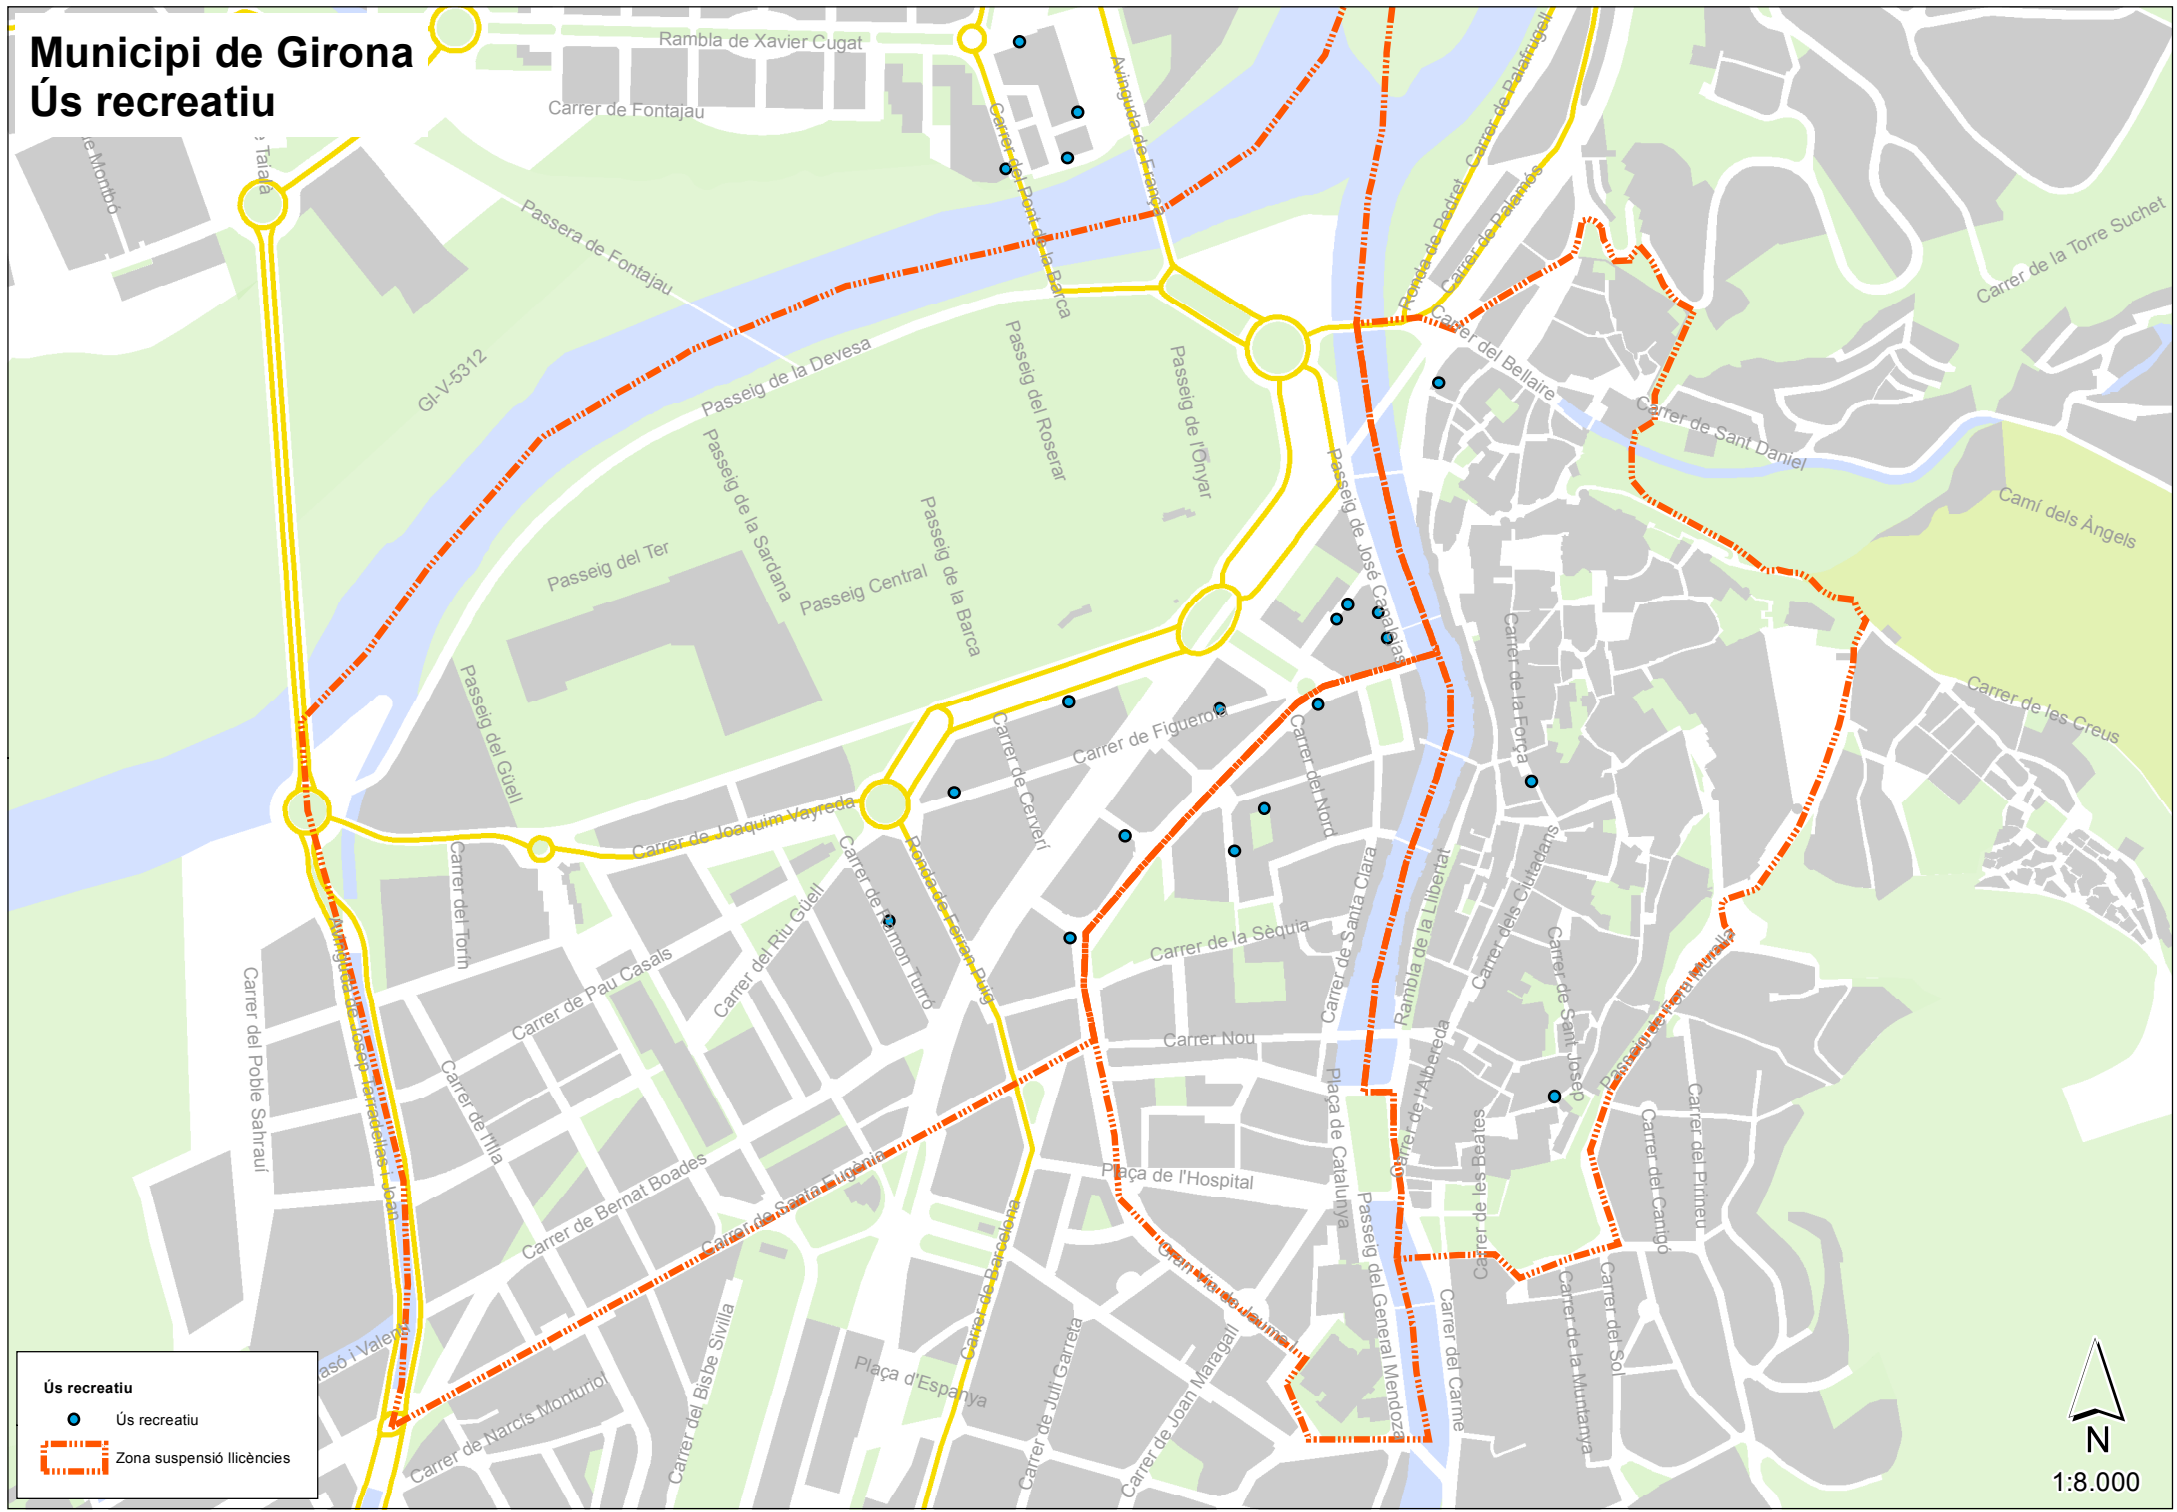 Municipi de Girona
Ús recreatiu
Rambla de Xavier Cugat
Carrer de Fontajau
Avinguda de França
Carrer del Pont de la Barca
Carrer de Palafrugell
Ronda de Pedret
Carrer de Palamós
Carrer de la Torre Suchet
de Montbó
Taialà
Passera de Fontajau
GI-V-5312
Passeig de la Devesa
Passeig del Roserar
Passeig de l'Onyar
Carrer del Bellaire
Carrer de Sant Daniel
Camí dels Àngels
Passeig de la Sardana
Passeig de la Barca
Passeig de José Canalejas
Passeig del Ter
Passeig Central
Passeig del Güell
Carrer de la Força
Carrer de les Creus
Carrer de Figuerola
Carrer de Cerverí
Carrer del Nord
Carrer de Joaquim Vayreda
Carrer del Torín
Carrer de Ramon Turró
Ronda de Ferran Puig
Carrer del Riu Güell
Carrer de Pau Casals
Carrer de la Sèquia
Carrer de Santa Clara
Rambla de la Llibertat
Carrer dels Ciutadans
Carrer de Sant Josep
Passeig de Fora Muralla
Carrer del Poble Sahrauí
Avinguda de Josep Tarradellas i Joan
Carrer de l'Illa
Carrer Nou
Carrer de l'Albereda
Plaça de Catalunya
Carrer de les Beates
Carrer del Canigó
Carrer del Pirineu
Carrer de Bernat Boades
Carrer de Santa Eugènia
Plaça de l'Hospital
Carrer de Barcelona
Gran Via de Jaume I
Passeig del General Mendoza
Carrer del Carme
Carrer de la Muntanya
Carrer del Sol
Carrer del Bisbe Sivilla
Plaça d'Espanya
Carrer de Juli Garreta
Carrer de Joan Maragall
Carrer de Narcís Monturiol
asó i Valentí
Ús recreatiu
Ús recreatiu
Zona suspensió llicències
N
1:8.000